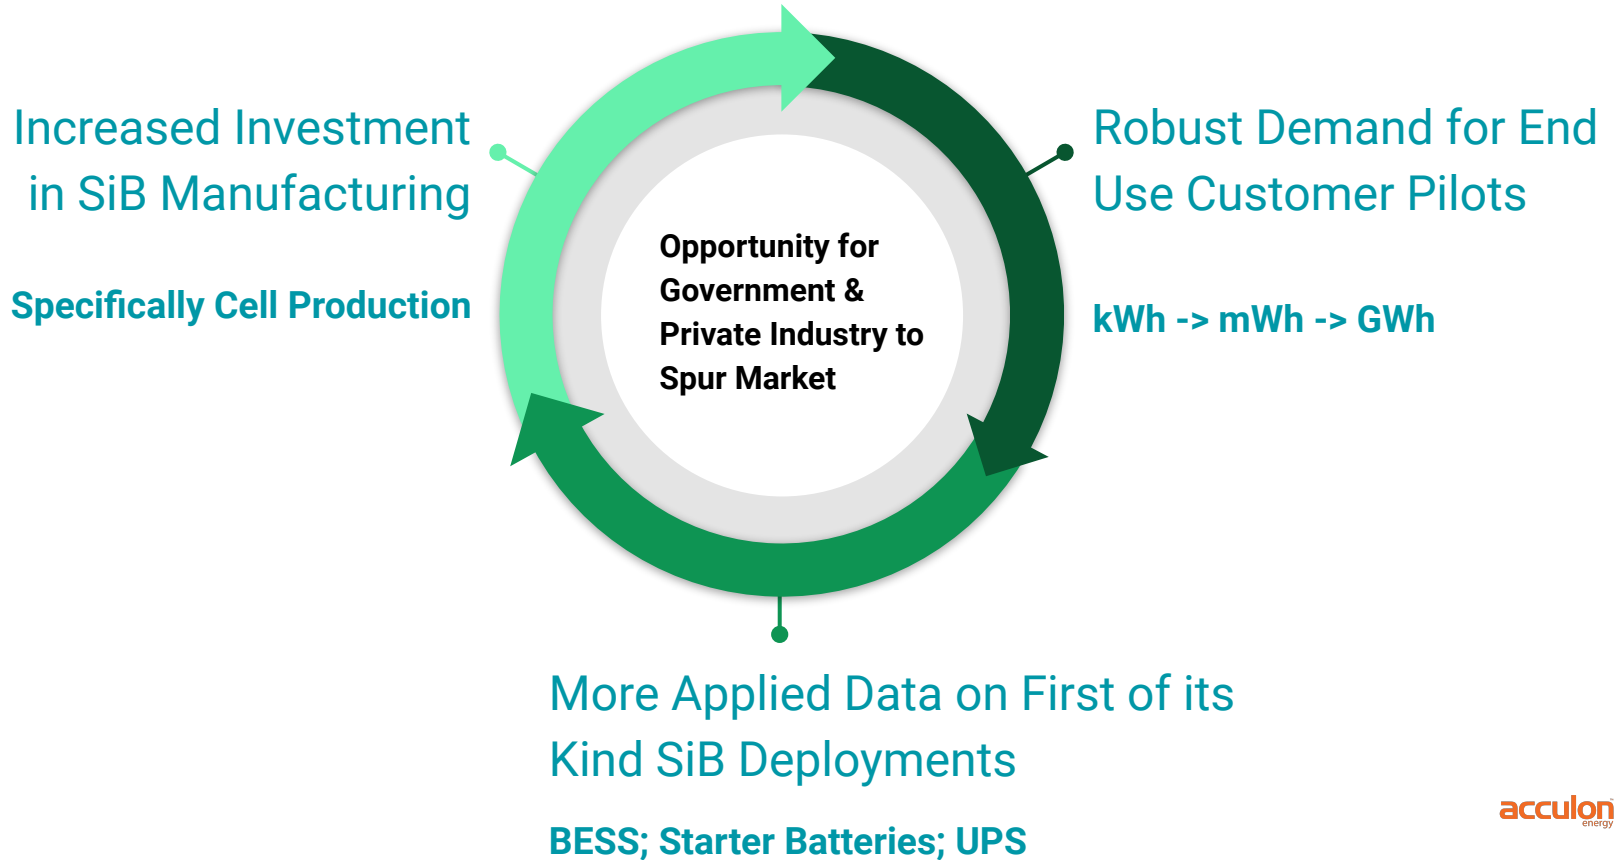 Increased Investment
in SiB Manufacturing
Specifically Cell Production
Opportunity for
Government &
Private Industry to
Spur Market
Robust Demand for End
Use Customer Pilots
kWh -> mWh -> GWh
More Applied Data on First of its
Kind SiB Deployments
BESS; Starter Batteries; UPS
acculon™
energy